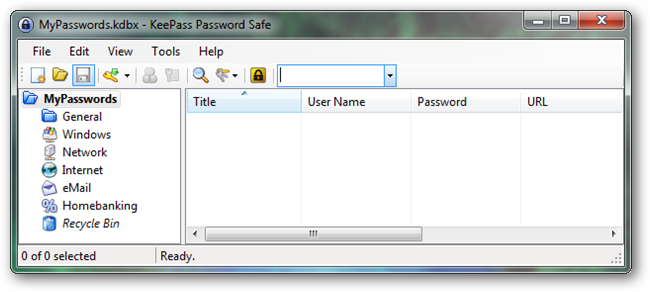 MyPasswords.kdbx - KeePass Password Safe
File Edit View Tools Help
MyPasswords
General
Windows
Network
Internet
eMail
Homebanking
Recycle Bin
Title User Name Password URL
0 of 0 selected Ready.